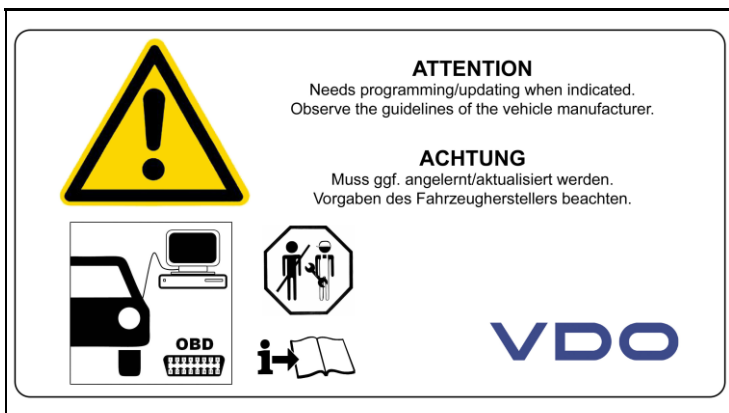 ATTENTION
Needs programming/updating when indicated.
Observe the guidelines of the vehicle manufacturer.
ACHTUNG
Muss ggf. angelernt/aktualisiert werden.
Vorgaben des Fahrzeugherstellers beachten.
OBD
i
VDO